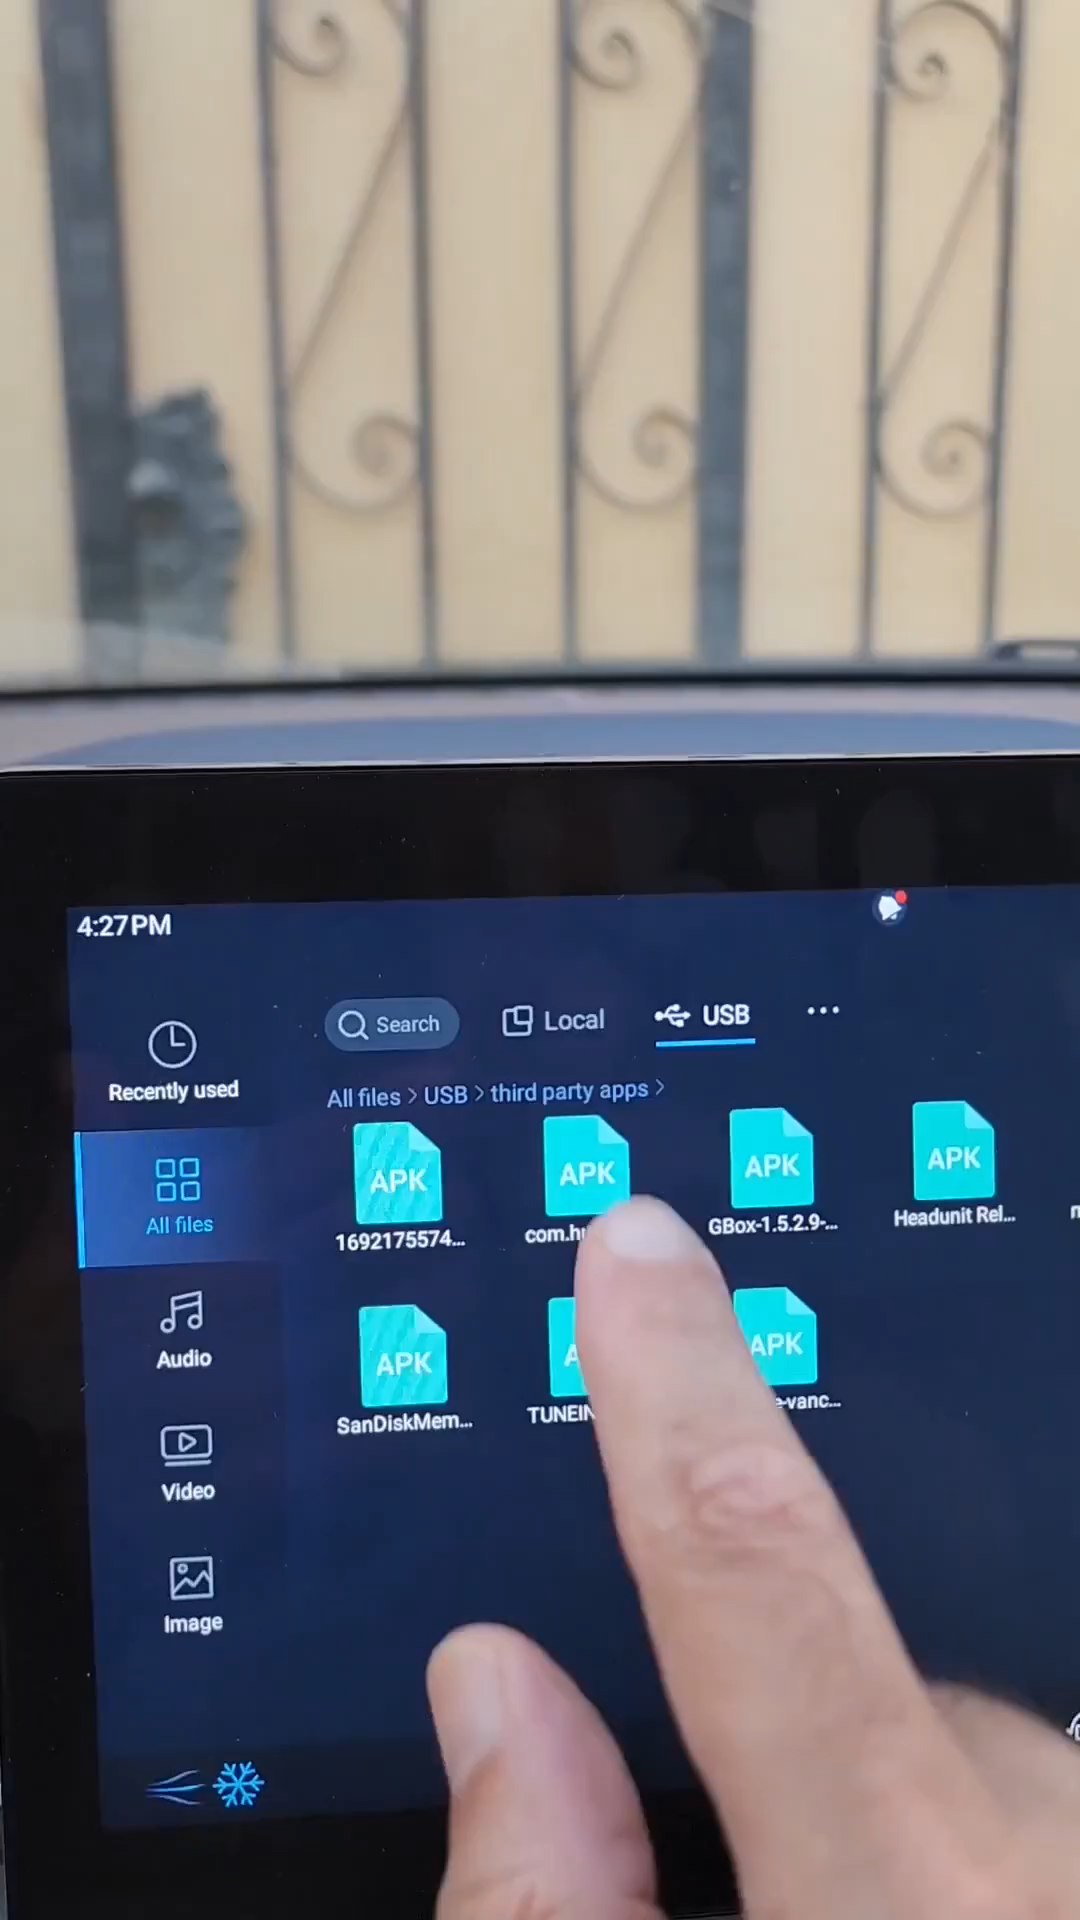 4:27PM
Search
Local
USB
...
Recently used
All files > USB > third party apps >
APK
APK
APK
APK
1692175574...
com.hu
GBox-1.5.2.9-...
Headunit Rel...
All files
APK
APK
SanDiskMem...
TUNEIN
-vanc...
Audio
Video
Image